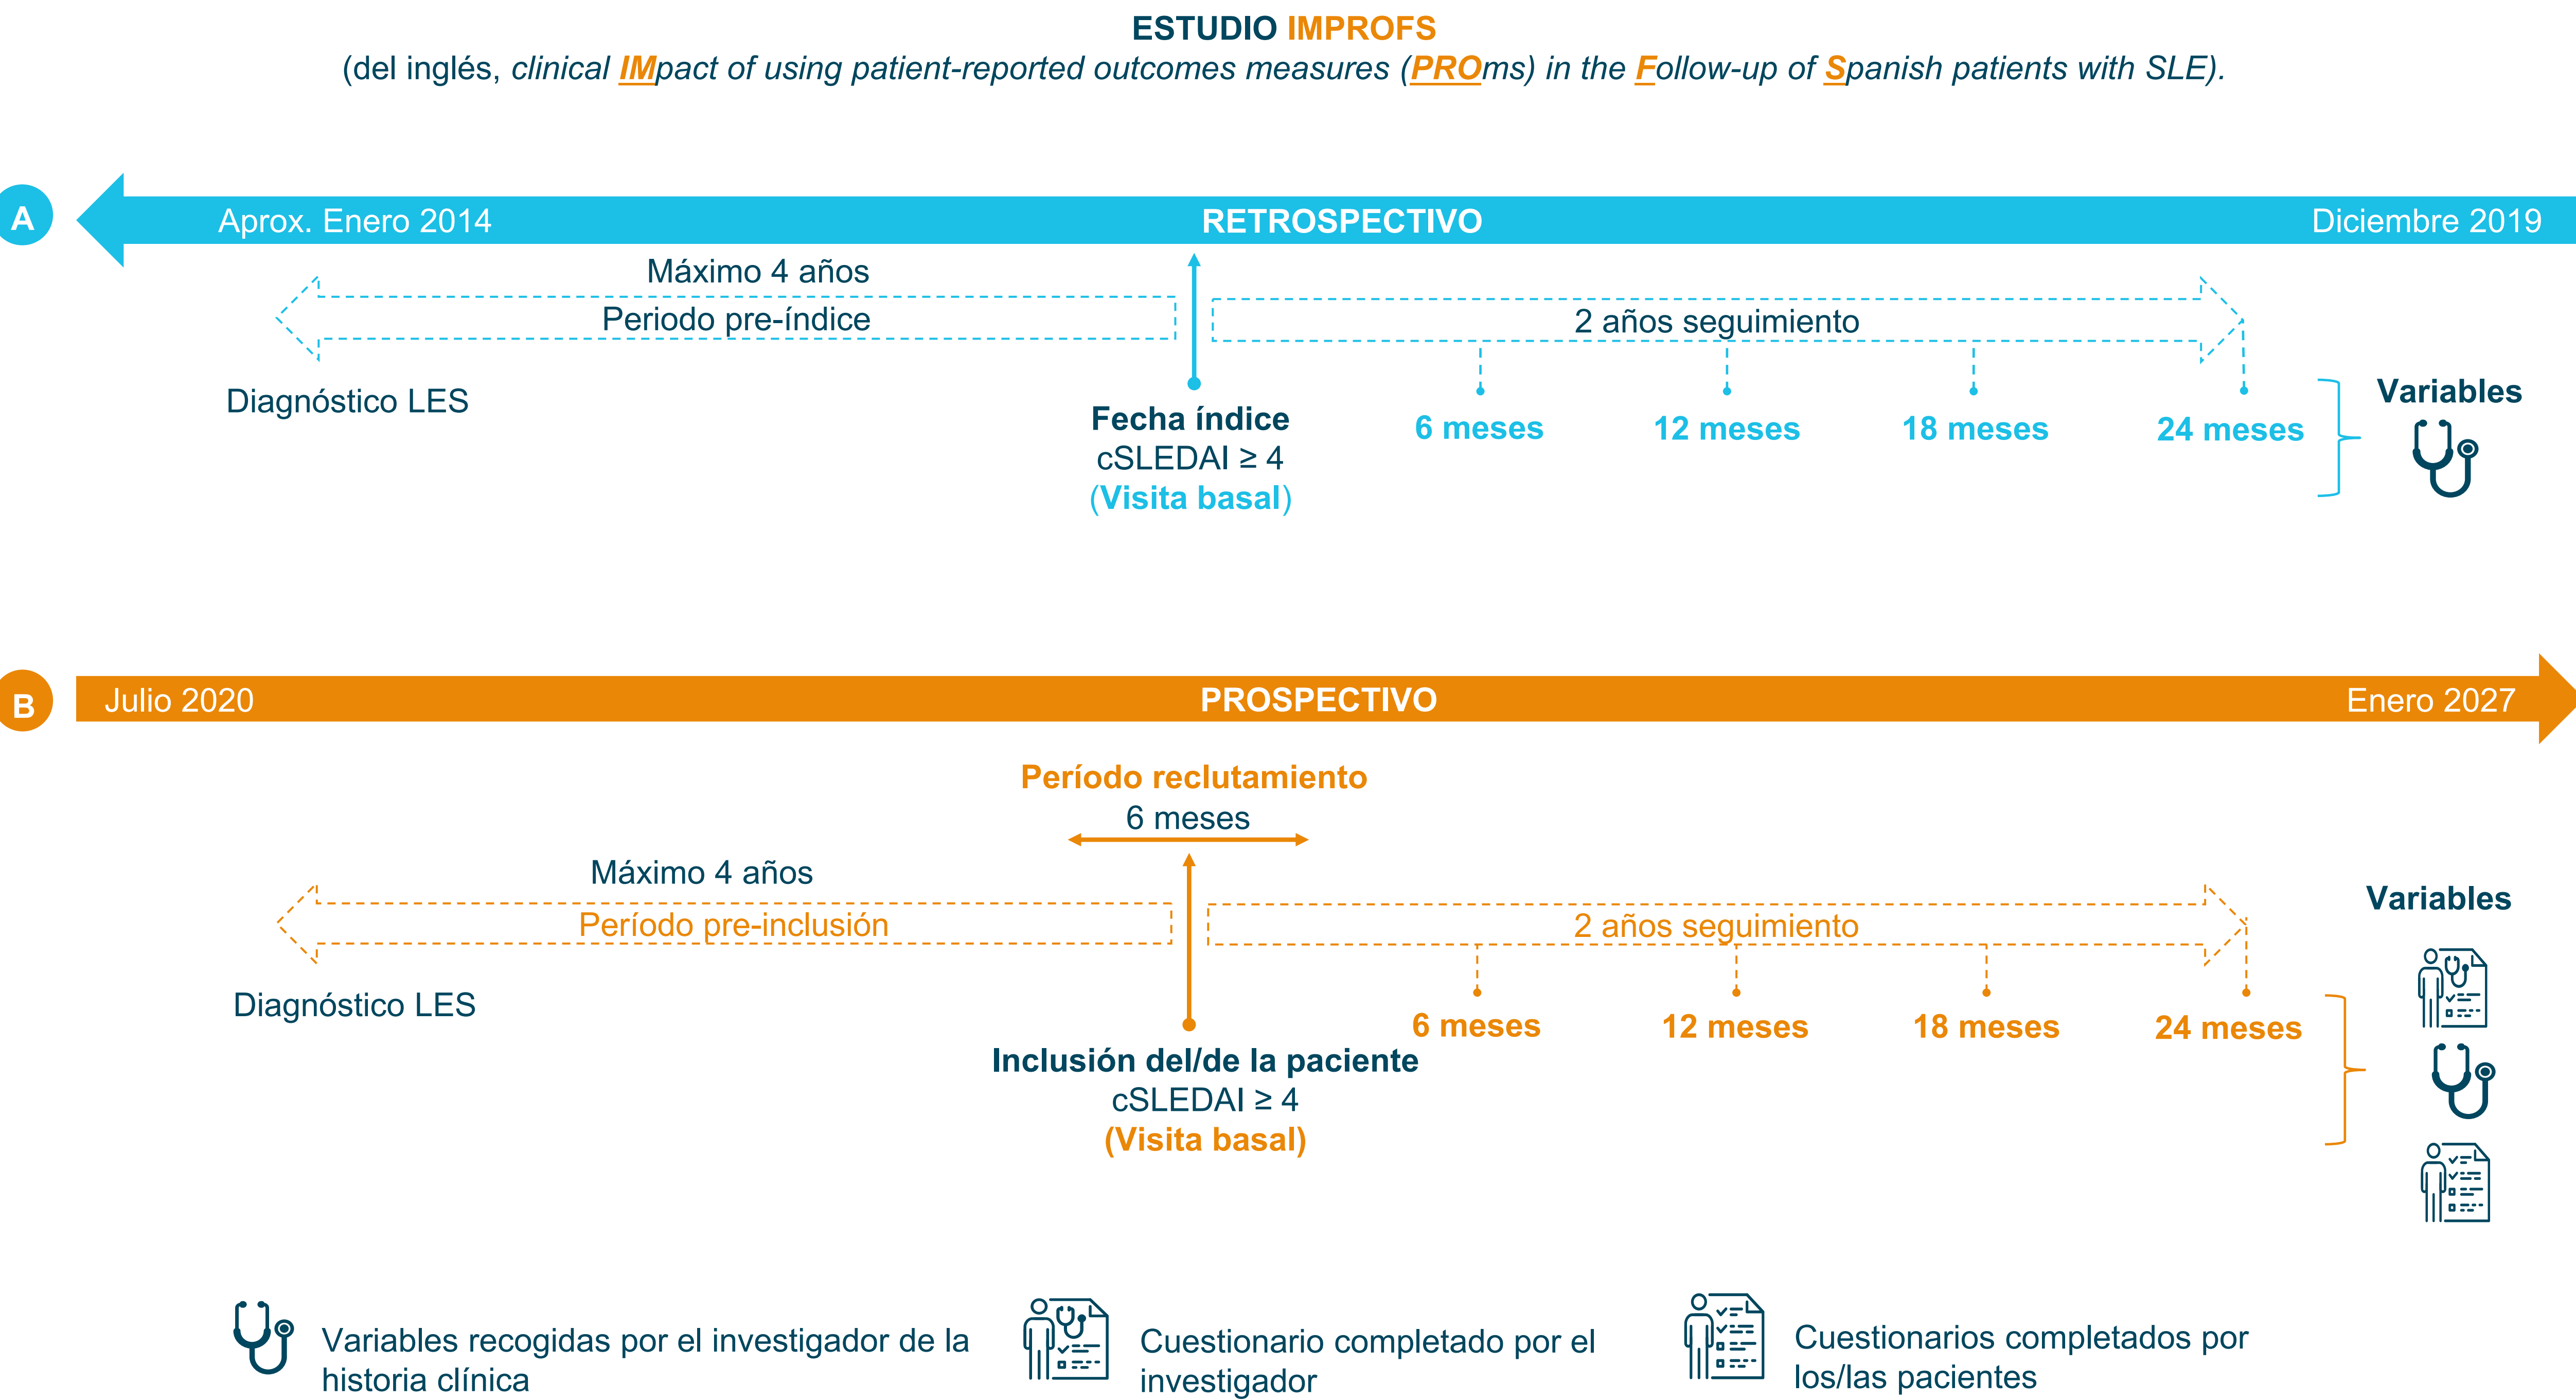 ESTUDIO IMPROFS
(del inglés, clinical IMpact of using patient-reported outcomes measures (PROms) in the Follow-up of Spanish patients with SLE).
A
Aprox. Enero 2014
RETROSPECTIVO
Diciembre 2019
Máximo 4 años
Periodo pre-índice
2 años seguimiento
Diagnóstico LES
Fecha índice
cSLEDAI ≥ 4
(Visita basal)
6 meses
12 meses
18 meses
24 meses
Variables
B
Julio 2020
PROSPECTIVO
Enero 2027
Período reclutamiento
6 meses
Máximo 4 años
Período pre-inclusión
2 años seguimiento
Diagnóstico LES
Inclusión del/de la paciente
cSLEDAI ≥ 4
(Visita basal)
6 meses
12 meses
18 meses
24 meses
Variables
Variables recogidas por el investigador de la
historia clínica
Cuestionario completado por el
investigador
Cuestionarios completados por
los/las pacientes